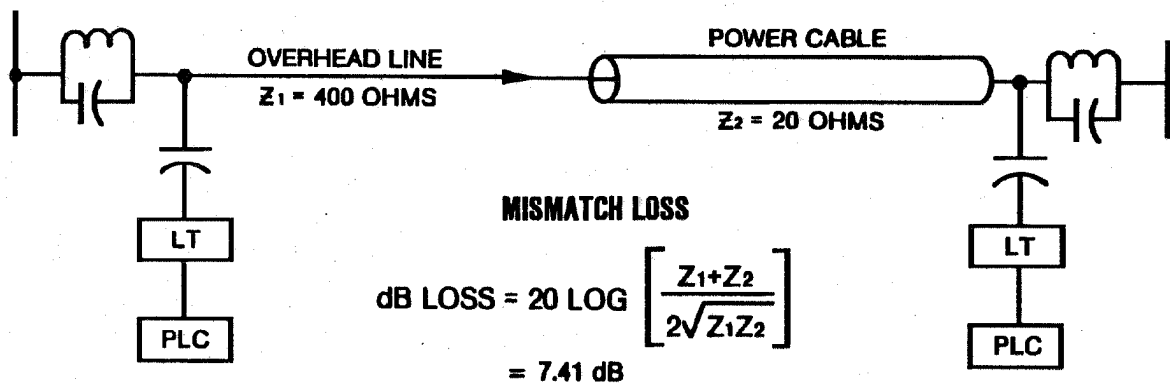 OVERHEAD LINE
Z1 = 400 OHMS
POWER CABLE
Z2 = 20 OHMS
LT
PLC
MISMATCH LOSS
dB LOSS = 20 LOG [ Z1+Z2 / 2√Z1Z2 ]
= 7.41 dB
LT
PLC